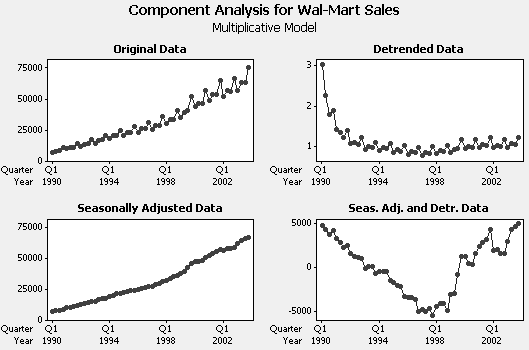 Component Analysis for Wal-Mart Sales
Multiplicative Model
Original Data
75000
50000
25000
0
Quarter Q1 Q1 Q1 Q1
Year 1990 1994 1998 2002
Detrended Data
3
2
1
Quarter Q1 Q1 Q1 Q1
Year 1990 1994 1998 2002
Seasonally Adjusted Data
75000
50000
25000
0
Quarter Q1 Q1 Q1 Q1
Year 1990 1994 1998 2002
Seas. Adj. and Detr. Data
5000
0
-5000
Quarter Q1 Q1 Q1 Q1
Year 1990 1994 1998 2002